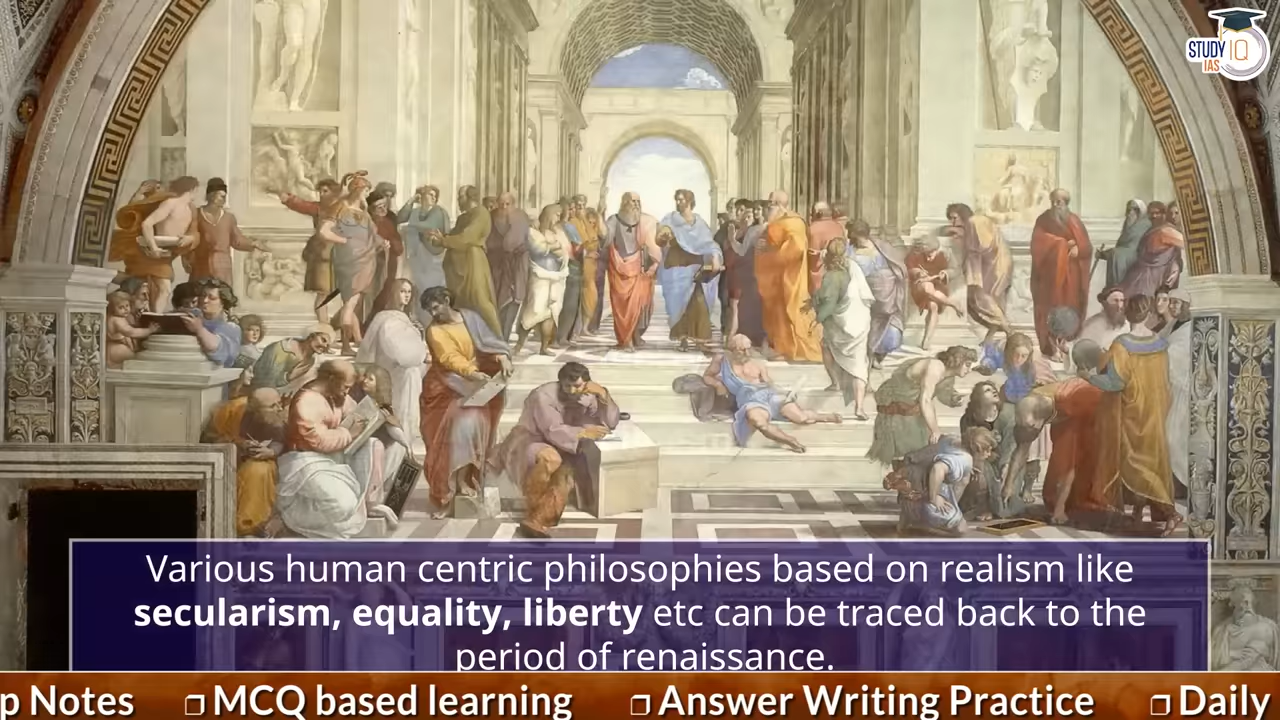 STUDY IQ
IAS
Various human centric philosophies based on realism like
secularism, equality, liberty etc can be traced back to the
period of renaissance.
p Notes ❐ MCQ based learning ❐ Answer Writing Practice ❐ Daily